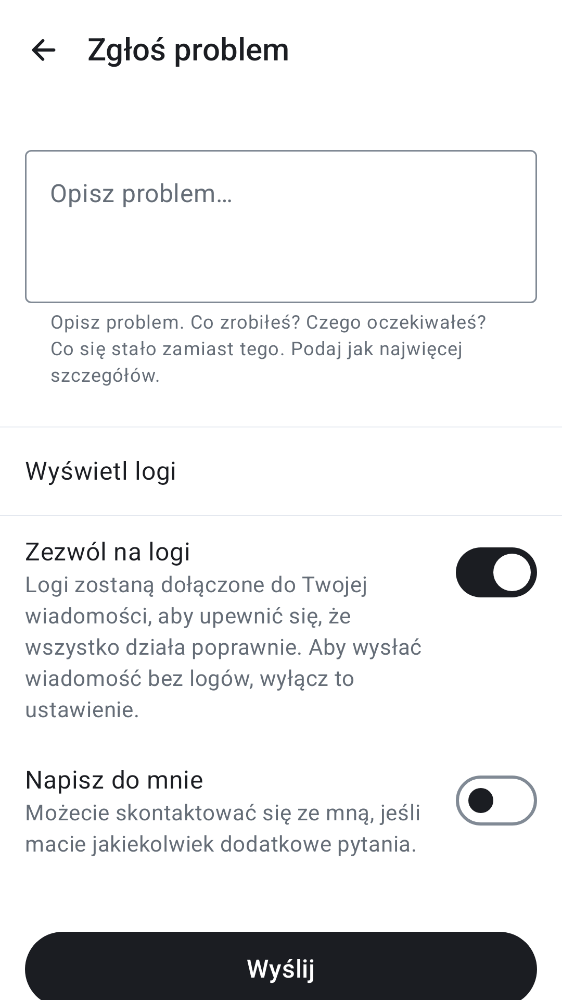 Zgłoś problem
Opisz problem...
Opisz problem. Co zrobiłeś? Czego oczekiwałeś?
Co się stało zamiast tego. Podaj jak najwięcej
szczegółów.
Wyświetl logi
Zezwól na logi
Logi zostaną dołączone do Twojej
wiadomości, aby upewnić się, że
wszystko działa poprawnie. Aby wysłać
wiadomość bez logów, wyłącz to
ustawienie.
Napisz do mnie
Możecie skontaktować się ze mną, jeśli
macie jakiekolwiek dodatkowe pytania.
Wyślij